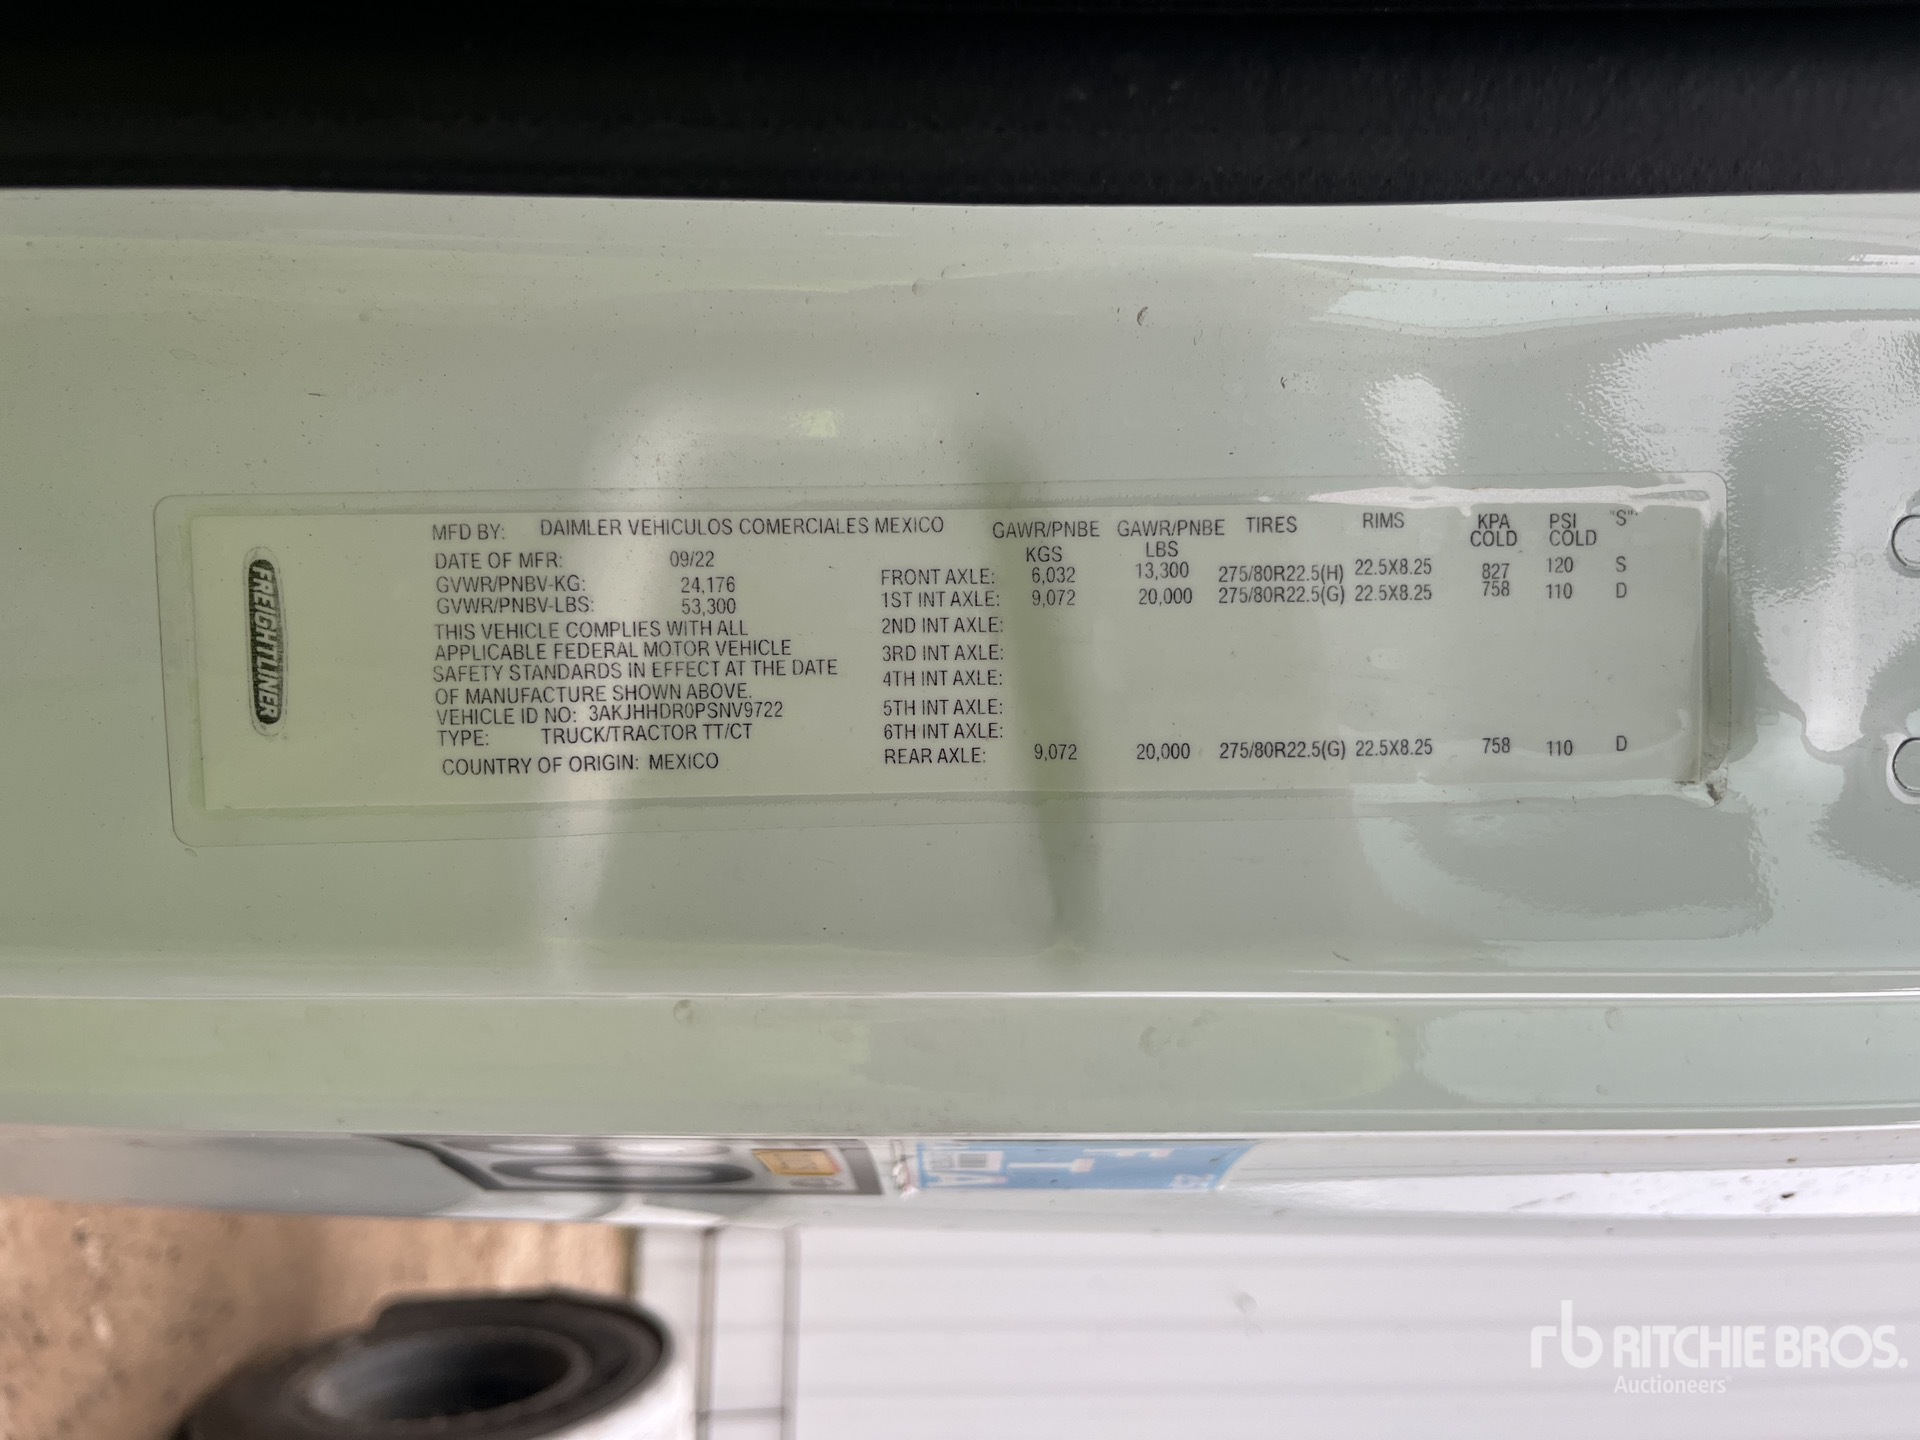 FREIGHTLINER
MFD BY: DAIMLER VEHICULOS COMERCIALES MEXICO
DATE OF MFR: 09/22
GVWR/PNBV-KG: 24,176
GVWR/PNBV-LBS: 53,300
THIS VEHICLE COMPLIES WITH ALL
APPLICABLE FEDERAL MOTOR VEHICLE
SAFETY STANDARDS IN EFFECT AT THE DATE
OF MANUFACTURE SHOWN ABOVE.
VEHICLE ID NO: 3AKJHHDR0PSNV9722
TYPE: TRUCK/TRACTOR TT/CT
COUNTRY OF ORIGIN: MEXICO
GAWR/PNBE GAWR/PNBE TIRES RIMS KPA PSI "S"
KGS LBS COLD COLD
FRONT AXLE: 6,032 13,300 275/80R22.5(H) 22.5X8.25 827 120 S
1ST INT AXLE: 9,072 20,000 275/80R22.5(G) 22.5X8.25 758 110 D
2ND INT AXLE:
3RD INT AXLE:
4TH INT AXLE:
5TH INT AXLE:
6TH INT AXLE:
REAR AXLE: 9,072 20,000 275/80R22.5(G) 22.5X8.25 758 110 D
rb RITCHIE BROS.
Auctioneers